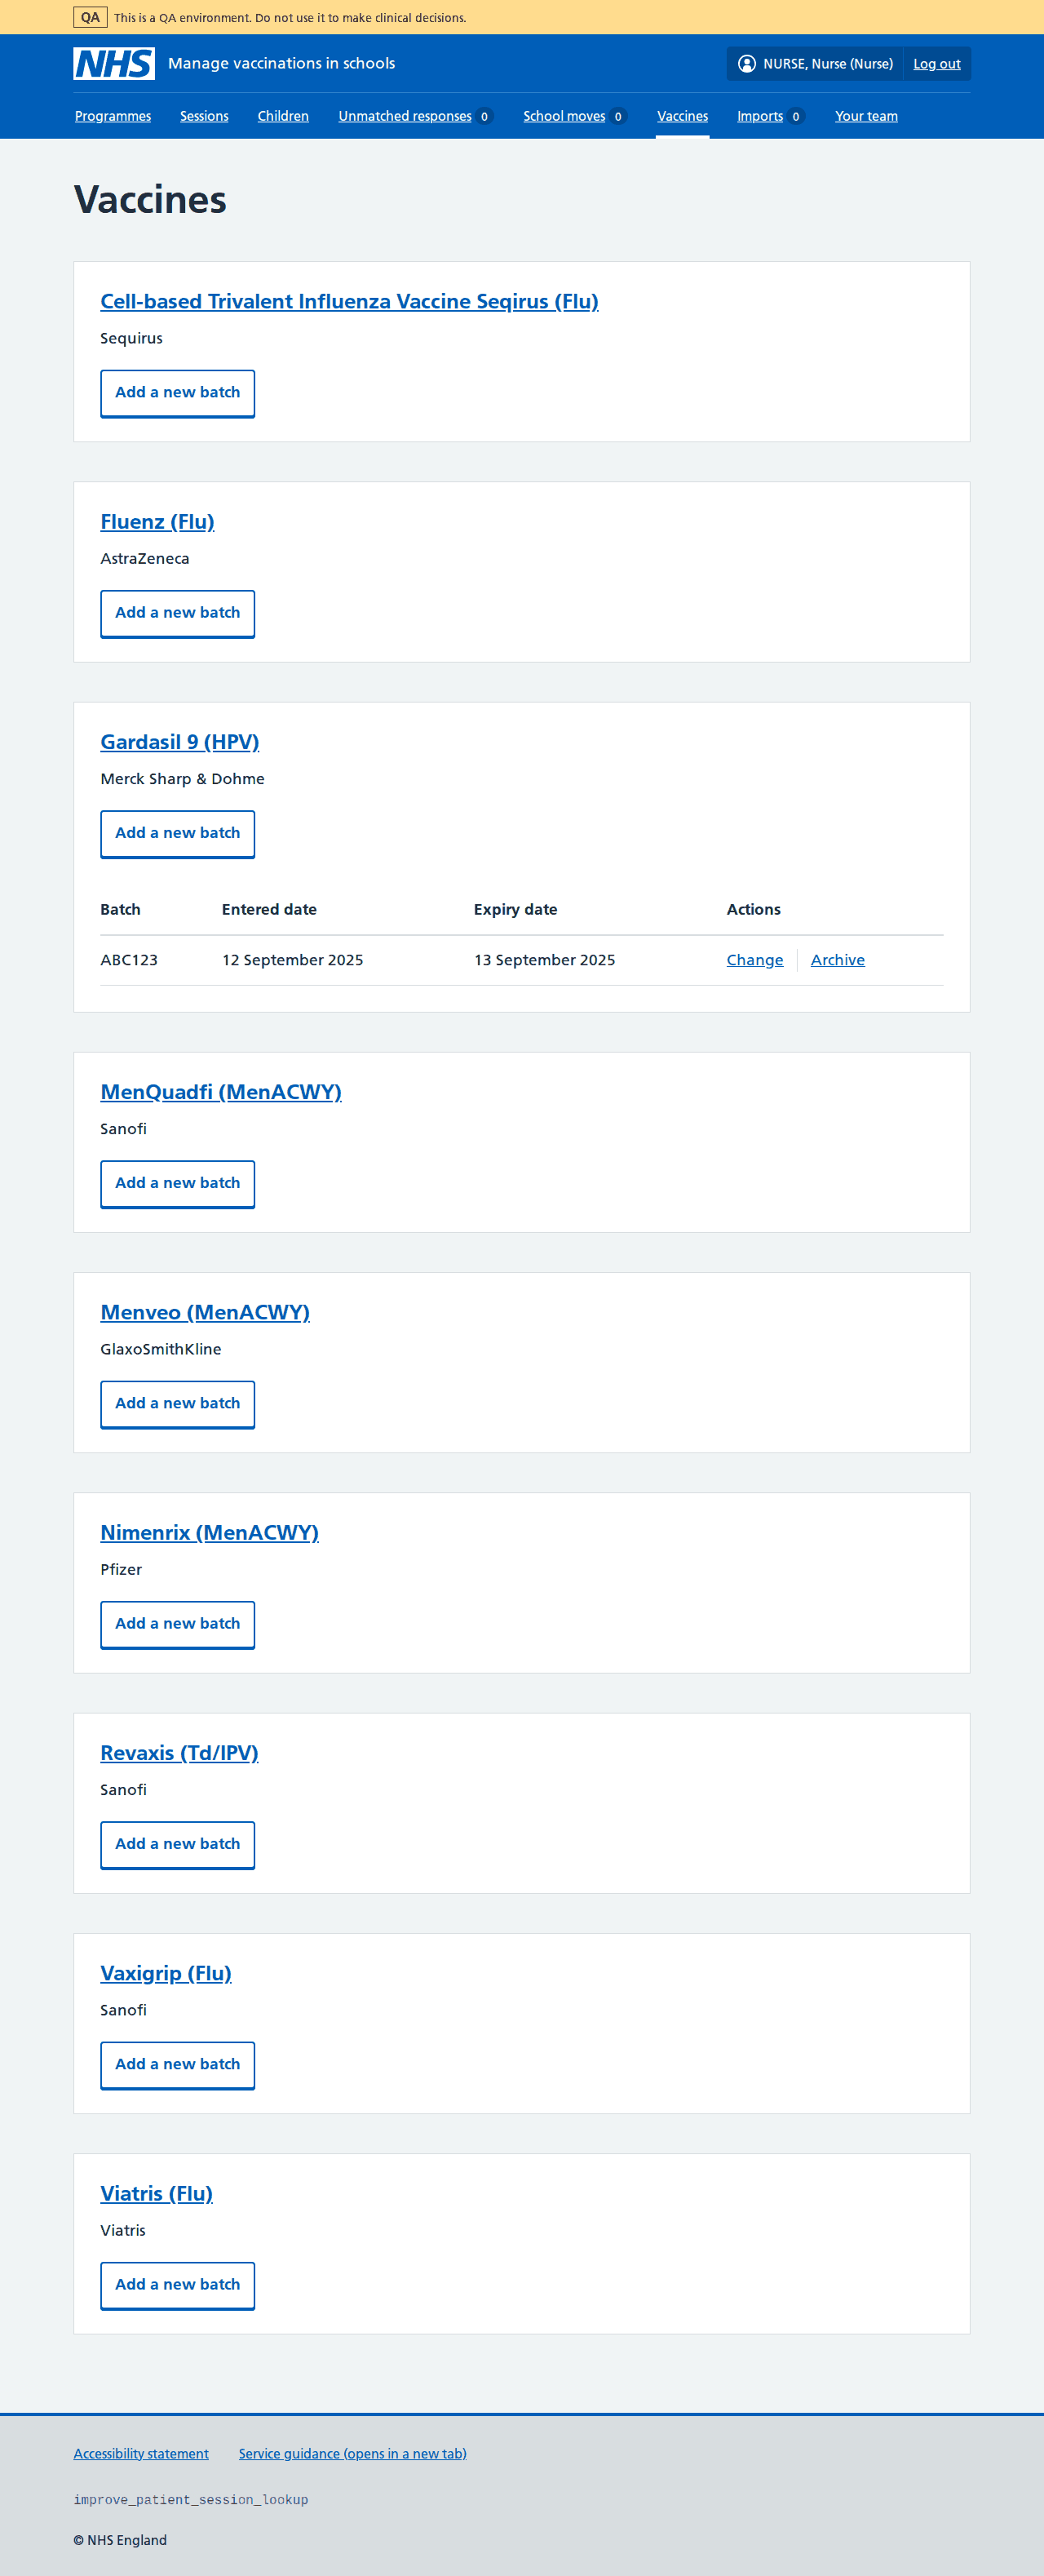 QA This is a QA environment. Do not use it to make clinical decisions.
NHS Manage vaccinations in schools NURSE, Nurse (Nurse) Log out
Programmes Sessions Children Unmatched responses 0 School moves 0 Vaccines Imports 0 Your team
Vaccines
Cell-based Trivalent Influenza Vaccine Seqirus (Flu)
Sequirus
Add a new batch
Fluenz (Flu)
AstraZeneca
Add a new batch
Gardasil 9 (HPV)
Merck Sharp & Dohme
Add a new batch
Batch Entered date Expiry date Actions
ABC123 12 September 2025 13 September 2025 Change Archive
MenQuadfi (MenACWY)
Sanofi
Add a new batch
Menveo (MenACWY)
GlaxoSmithKline
Add a new batch
Nimenrix (MenACWY)
Pfizer
Add a new batch
Revaxis (Td/IPV)
Sanofi
Add a new batch
Vaxigrip (Flu)
Sanofi
Add a new batch
Viatris (Flu)
Viatris
Add a new batch
Accessibility statement Service guidance (opens in a new tab)
improve_patient_session_lookup
© NHS England